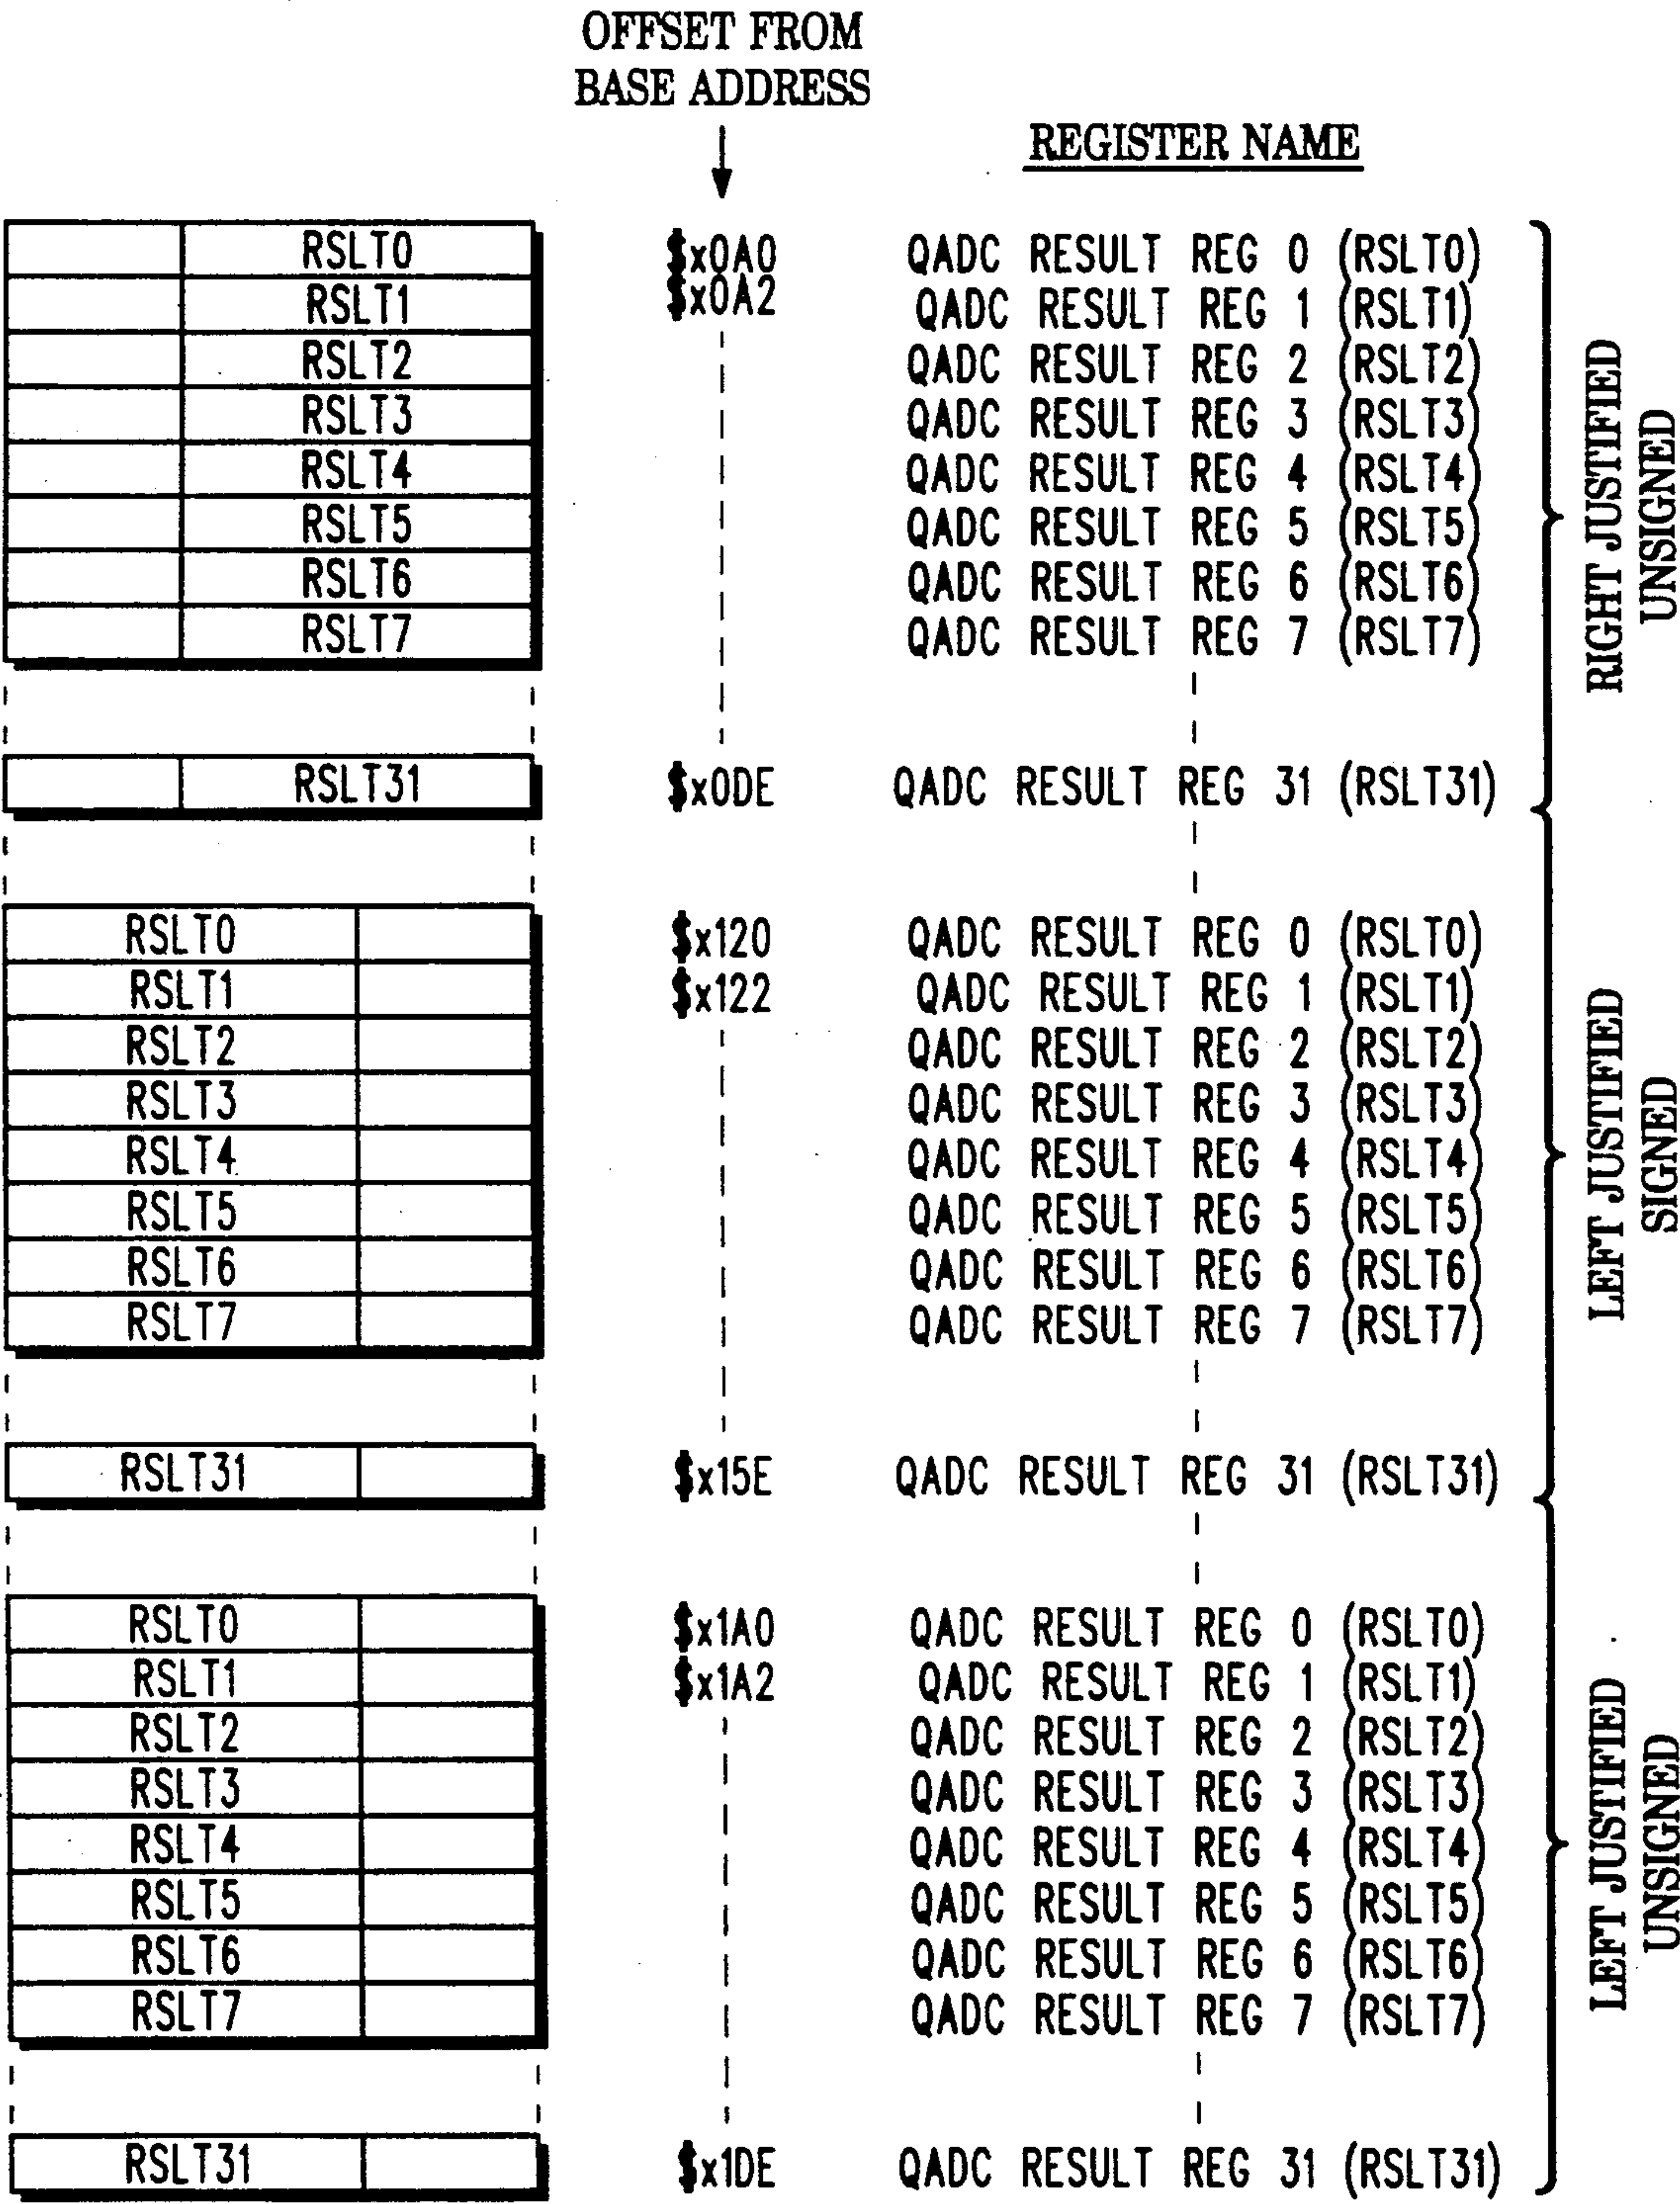 OFFSET FROM
BASE ADDRESS
REGISTER NAME
RSLT0 $x0A0 QADC RESULT REG 0 (RSLT0)
RSLT1 $x0A2 QADC RESULT REG 1 (RSLT1)
RSLT2 QADC RESULT REG 2 (RSLT2)
RSLT3 QADC RESULT REG 3 (RSLT3)
RSLT4 QADC RESULT REG 4 (RSLT4)
RSLT5 QADC RESULT REG 5 (RSLT5)
RSLT6 QADC RESULT REG 6 (RSLT6)
RSLT7 QADC RESULT REG 7 (RSLT7)
RSLT31 $x0DE QADC RESULT REG 31 (RSLT31)
RIGHT JUSTIFIED
UNSIGNED
RSLT0 $x120 QADC RESULT REG 0 (RSLT0)
RSLT1 $x122 QADC RESULT REG 1 (RSLT1)
RSLT2 QADC RESULT REG 2 (RSLT2)
RSLT3 QADC RESULT REG 3 (RSLT3)
RSLT4 QADC RESULT REG 4 (RSLT4)
RSLT5 QADC RESULT REG 5 (RSLT5)
RSLT6 QADC RESULT REG 6 (RSLT6)
RSLT7 QADC RESULT REG 7 (RSLT7)
RSLT31 $x15E QADC RESULT REG 31 (RSLT31)
LEFT JUSTIFIED
SIGNED
RSLT0 $x1A0 QADC RESULT REG 0 (RSLT0)
RSLT1 $x1A2 QADC RESULT REG 1 (RSLT1)
RSLT2 QADC RESULT REG 2 (RSLT2)
RSLT3 QADC RESULT REG 3 (RSLT3)
RSLT4 QADC RESULT REG 4 (RSLT4)
RSLT5 QADC RESULT REG 5 (RSLT5)
RSLT6 QADC RESULT REG 6 (RSLT6)
RSLT7 QADC RESULT REG 7 (RSLT7)
RSLT31 $x1DE QADC RESULT REG 31 (RSLT31)
LEFT JUSTIFIED
UNSIGNED